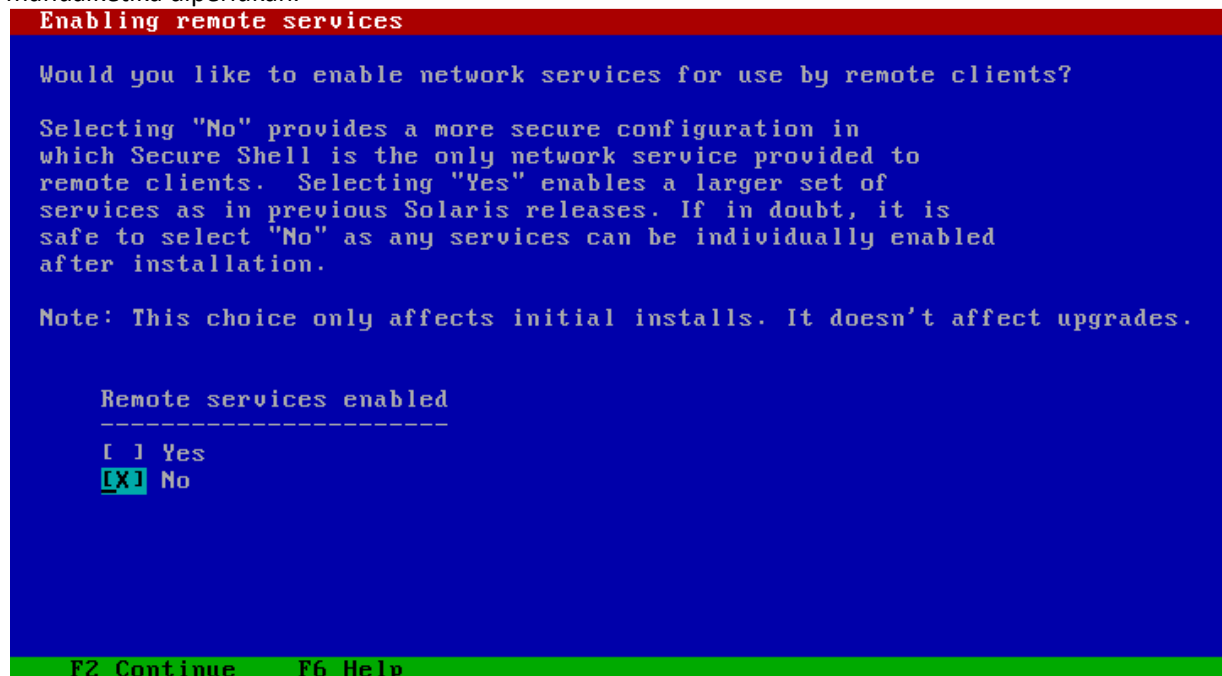 Enabling remote services
Would you like to enable network services for use by remote clients?
Selecting "No" provides a more secure configuration in
which Secure Shell is the only network service provided to
remote clients.  Selecting "Yes" enables a larger set of
services as in previous Solaris releases. If in doubt, it is
safe to select "No" as any services can be individually enabled
after installation.
Note: This choice only affects initial installs. It doesn't affect upgrades.
Remote services enabled
-----------------------
[ ] Yes
[X] No
F2 Continue    F6 Help